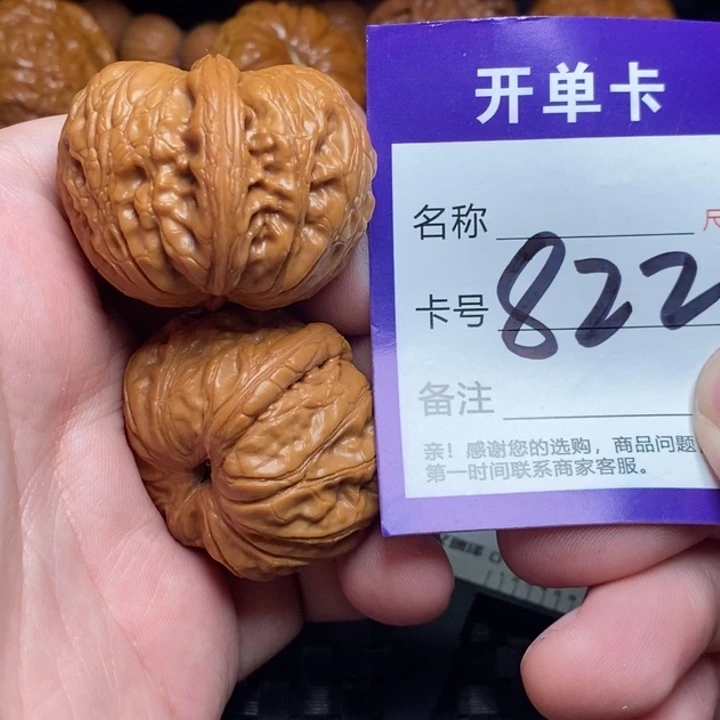 开单卡
名称 尺
卡号 822
备注
亲！感谢您的选购，商品问题
第一时间联系商家客服。